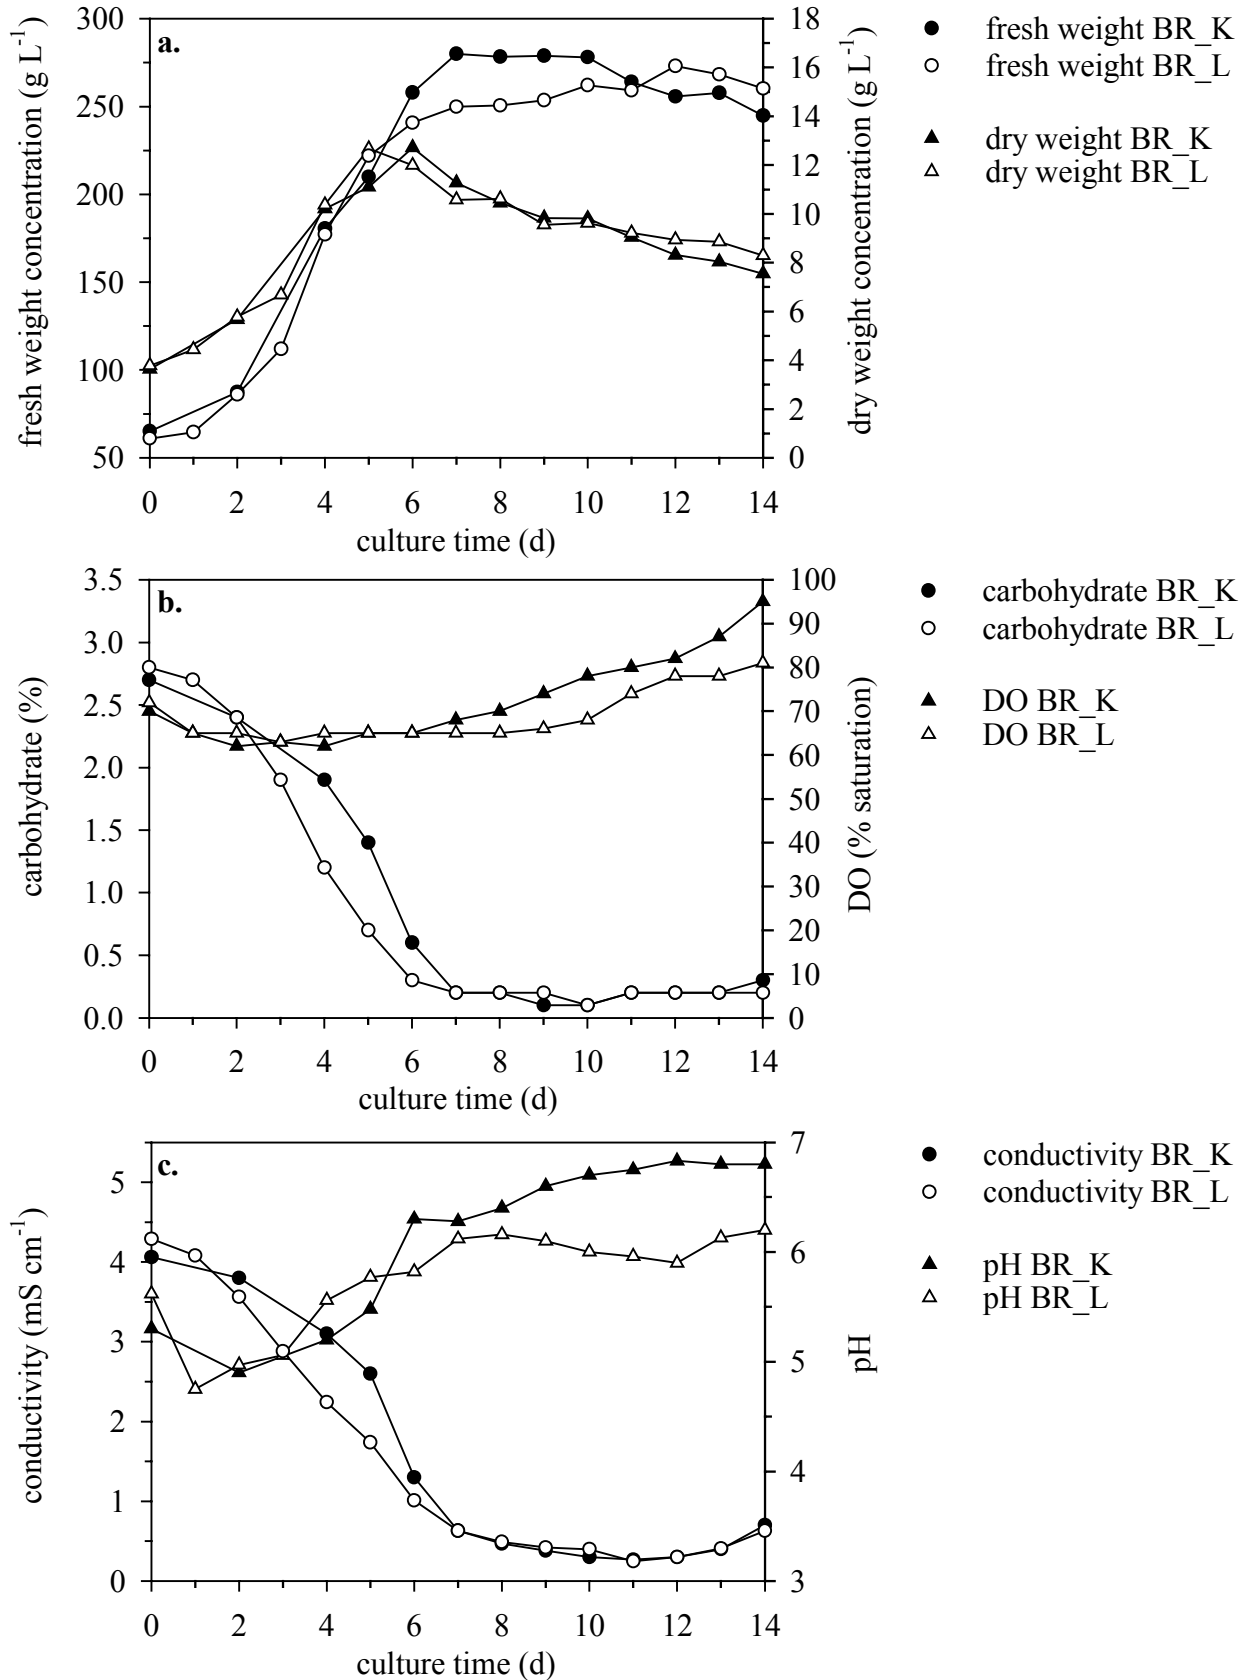 a.
fresh weight concentration (g L-1)
300
250
200
150
100
50
18
16
14
12
10
8
6
4
2
0
dry weight concentration (g L-1)
0 2 4 6 8 10 12 14
culture time (d)
fresh weight BR_K
fresh weight BR_L
dry weight BR_K
dry weight BR_L
b.
carbohydrate (%)
3.5
3.0
2.5
2.0
1.5
1.0
0.5
0.0
100
90
80
70
60
50
40
30
20
10
0
DO (% saturation)
0 2 4 6 8 10 12 14
culture time (d)
carbohydrate BR_K
carbohydrate BR_L
DO BR_K
DO BR_L
c.
conductivity (mS cm-1)
5
4
3
2
1
0
7
6
5
4
3
pH
0 2 4 6 8 10 12 14
culture time (d)
conductivity BR_K
conductivity BR_L
pH BR_K
pH BR_L